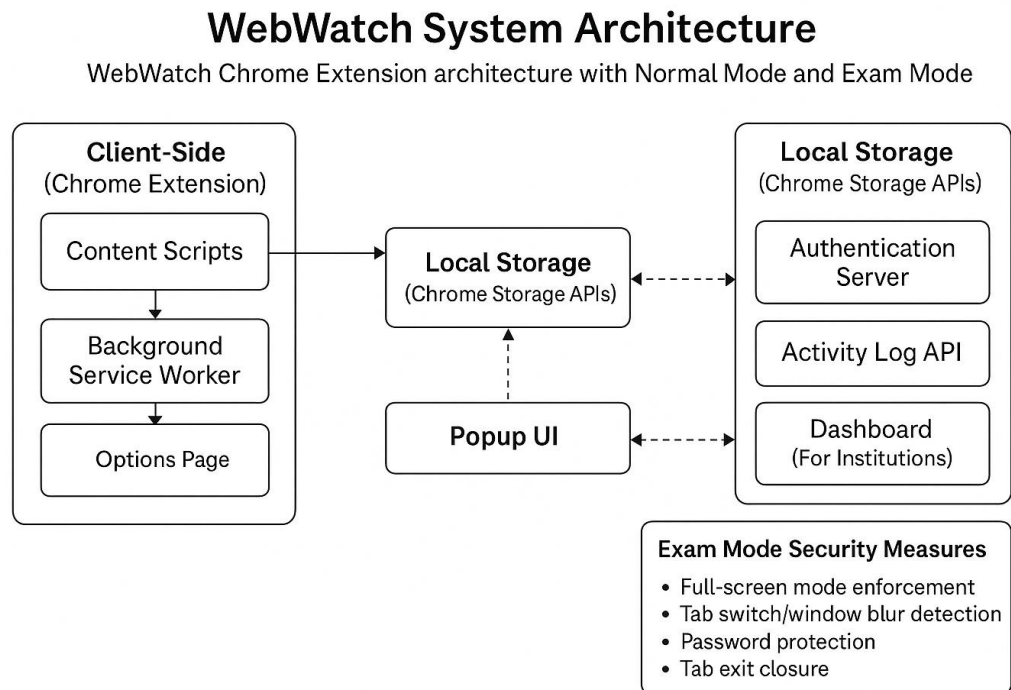 WebWatch System Architecture
WebWatch Chrome Extension architecture with Normal Mode and Exam Mode
Client-Side
(Chrome Extension)
Content Scripts
Background
Service Worker
Options Page
Local Storage
(Chrome Storage APIs)
Popup UI
Local Storage
(Chrome Storage APIs)
Authentication
Server
Activity Log API
Dashboard
(For Institutions)
Exam Mode Security Measures
• Full-screen mode enforcement
• Tab switch/window blur detection
• Password protection
• Tab exit closure